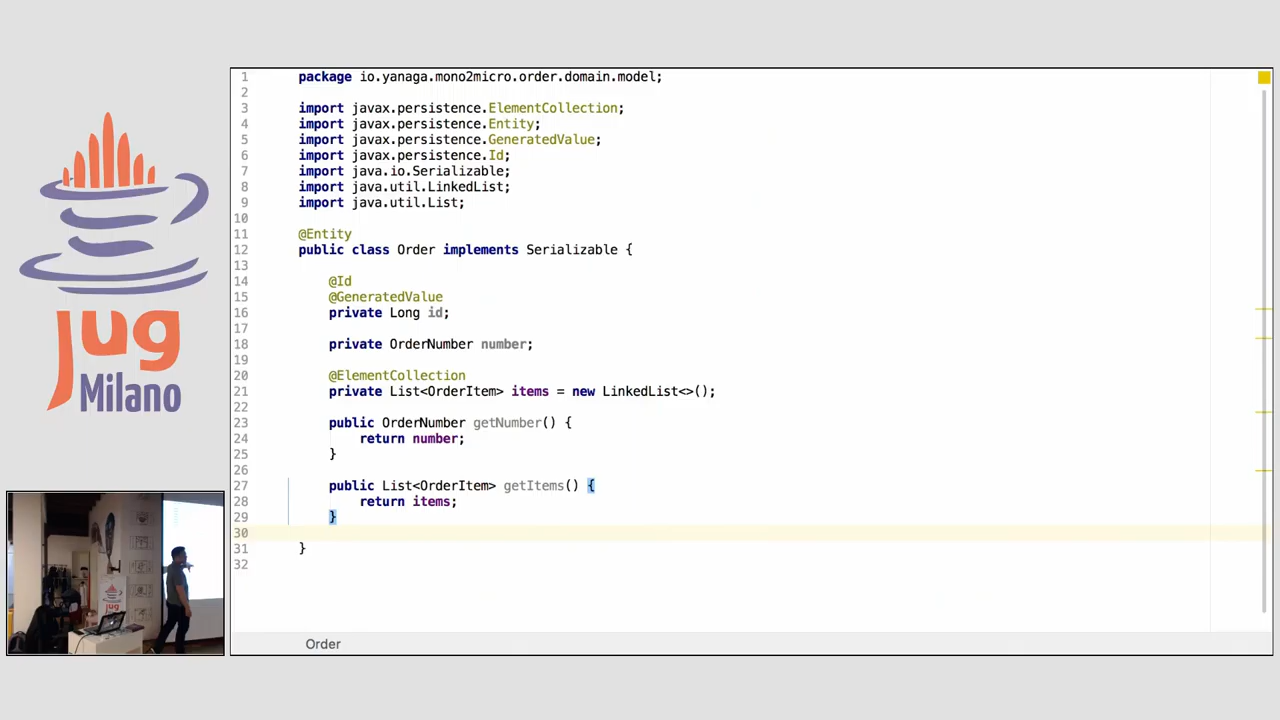 jug
Milano
1 package io.yanaga.mono2micro.order.domain.model;
2
3 import javax.persistence.ElementCollection;
4 import javax.persistence.Entity;
5 import javax.persistence.GeneratedValue;
6 import javax.persistence.Id;
7 import java.io.Serializable;
8 import java.util.LinkedList;
9 import java.util.List;
10
11 @Entity
12 public class Order implements Serializable {
13
14 @Id
15 @GeneratedValue
16 private Long id;
17
18 private OrderNumber number;
19
20 @ElementCollection
21 private List<OrderItem> items = new LinkedList<>();
22
23 public OrderNumber getNumber() {
24 return number;
25 }
26
27 public List<OrderItem> getItems() {
28 return items;
29 }
30
31 }
32
Order
jug